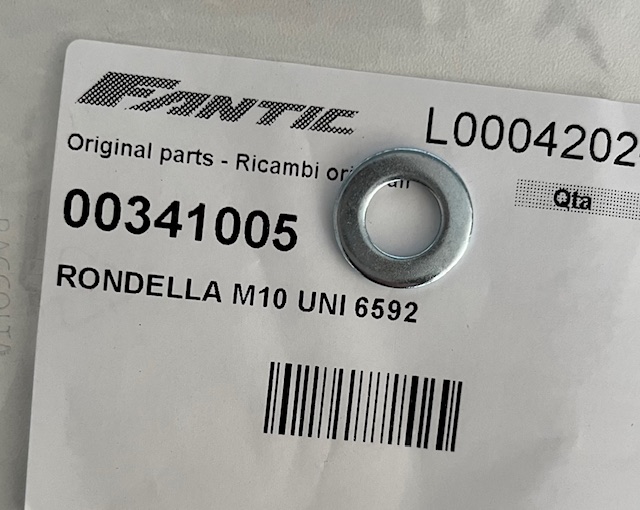 FANTIC
L0004202
Original parts - Ricambi
Qta
00341005
RONDELLA M10 UNI 6592